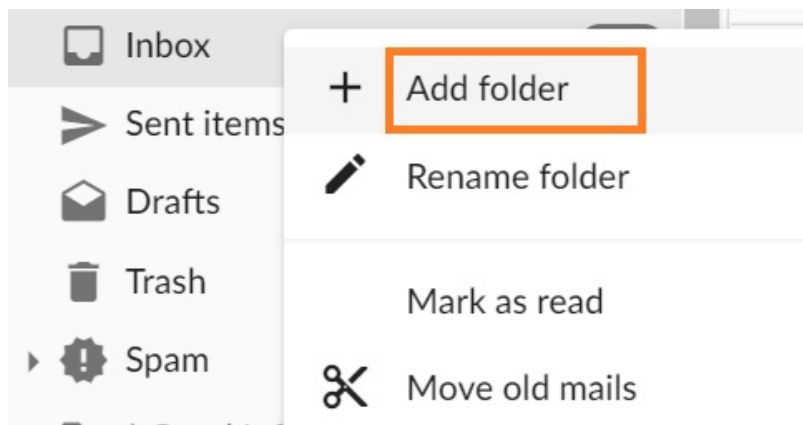 Inbox
Sent items
Drafts
Trash
Spam
Add folder
Rename folder
Mark as read
Move old mails